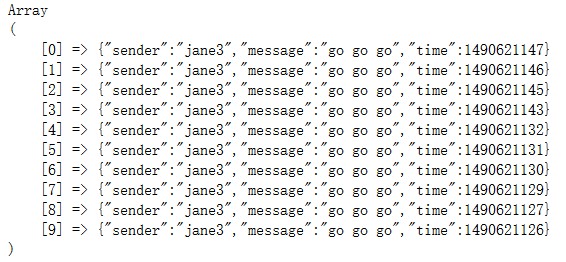 Array
(
[0] => {"sender":"jane3","message":"go go go","time":1490621147}
[1] => {"sender":"jane3","message":"go go go","time":1490621146}
[2] => {"sender":"jane3","message":"go go go","time":1490621145}
[3] => {"sender":"jane3","message":"go go go","time":1490621143}
[4] => {"sender":"jane3","message":"go go go","time":1490621132}
[5] => {"sender":"jane3","message":"go go go","time":1490621131}
[6] => {"sender":"jane3","message":"go go go","time":1490621130}
[7] => {"sender":"jane3","message":"go go go","time":1490621129}
[8] => {"sender":"jane3","message":"go go go","time":1490621127}
[9] => {"sender":"jane3","message":"go go go","time":1490621126}
)